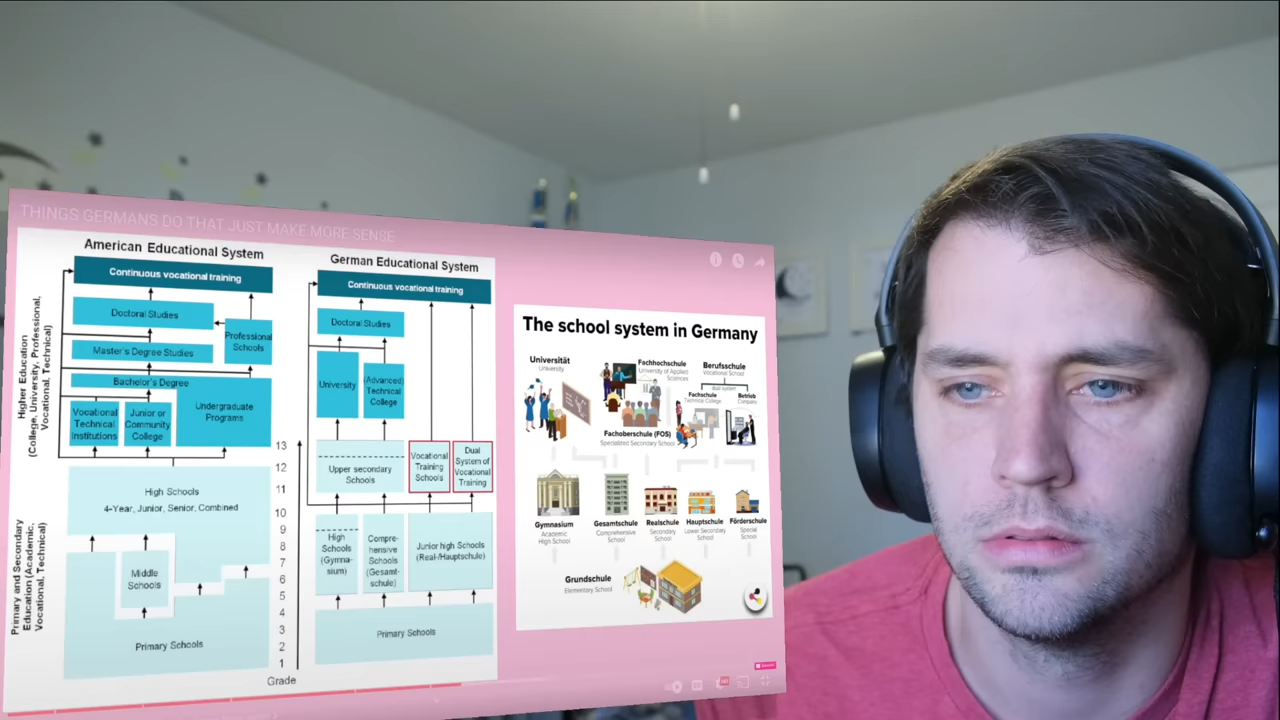 THINGS GERMANS DO THAT JUST MAKE MORE SENSE
American Educational System
Continuous vocational training
Doctoral Studies
Professional
Schools
Master's Degree Studies
Bachelor's Degree
Vocational
Technical
Institutions
Junior or
Community
College
Undergraduate
Programs
High Schools
4-Year, Junior, Senior, Combined
Middle
Schools
Primary Schools
Higher Education
(College, University, Professional,
Vocational, Technical)
Primary and Secondary
Education (Academic,
Vocational, Technical)
13
12
11
10
9
8
7
6
5
4
3
2
1
Grade
German Educational System
Continuous vocational training
Doctoral Studies
University
(Advanced)
Technical
College
Upper secondary
Schools
Vocational
Training
Schools
Dual
System of
Vocational
Training
High
Schools
(Gymna-
sium)
Compre-
hensive
Schools
(Gesamt-
schule)
Junior high Schools
(Real-/Hauptschule)
Primary Schools
The school system in Germany
Universität
University
Fachhochschule
University of Applied
Sciences
Berufsschule
Vocational School
dual system
Fachschule
Technical College
Betrieb
Company
Fachoberschule (FOS)
Specialized Secondary School
Gymnasium
Academic
High School
Gesamtschule
Comprehensive
School
Realschule
Secondary
School
Hauptschule
Lower Secondary
School
Förderschule
Special
School
Grundschule
Elementary School